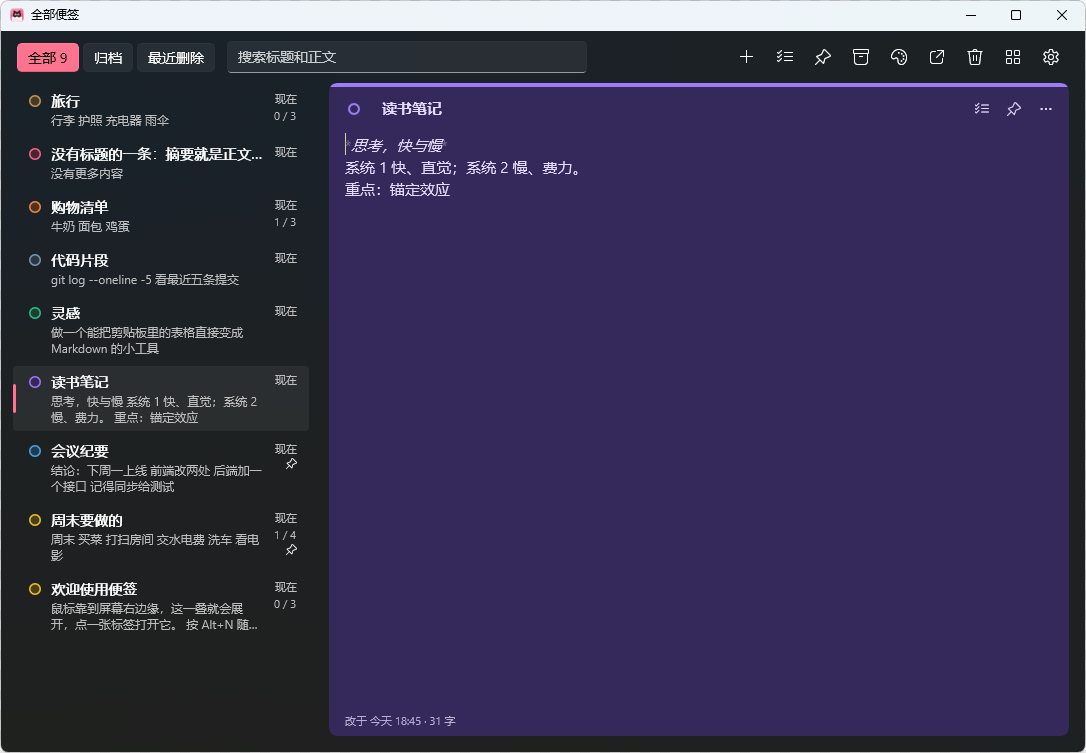 全部便签
全部 9
归档
最近删除
搜索标题和正文
旅行
现在
行李 护照 充电器 雨伞
0 / 3
没有标题的一条：摘要就是正文...
现在
没有更多内容
购物清单
现在
牛奶 面包 鸡蛋
1 / 3
代码片段
现在
git log --oneline -5 看最近五条提交
灵感
现在
做一个能把剪贴板里的表格直接变成
Markdown 的小工具
读书笔记
现在
思考，快与慢 系统 1 快、直觉；系统 2
慢、费力。 重点：锚定效应
会议纪要
现在
结论：下周一上线 前端改两处 后端加一
个接口 记得同步给测试
周末要做的
现在
周末 买菜 打扫房间 交水电费 洗车 看电
影
1 / 4
欢迎使用便签
现在
鼠标靠到屏幕右边缘，这一叠就会展
开，点一张标签打开它。 按 Alt+N 随...
0 / 3
读书笔记
*思考，快与慢*
系统 1 快、直觉；系统 2 慢、费力。
重点：锚定效应
改于 今天 18:45 · 31 字